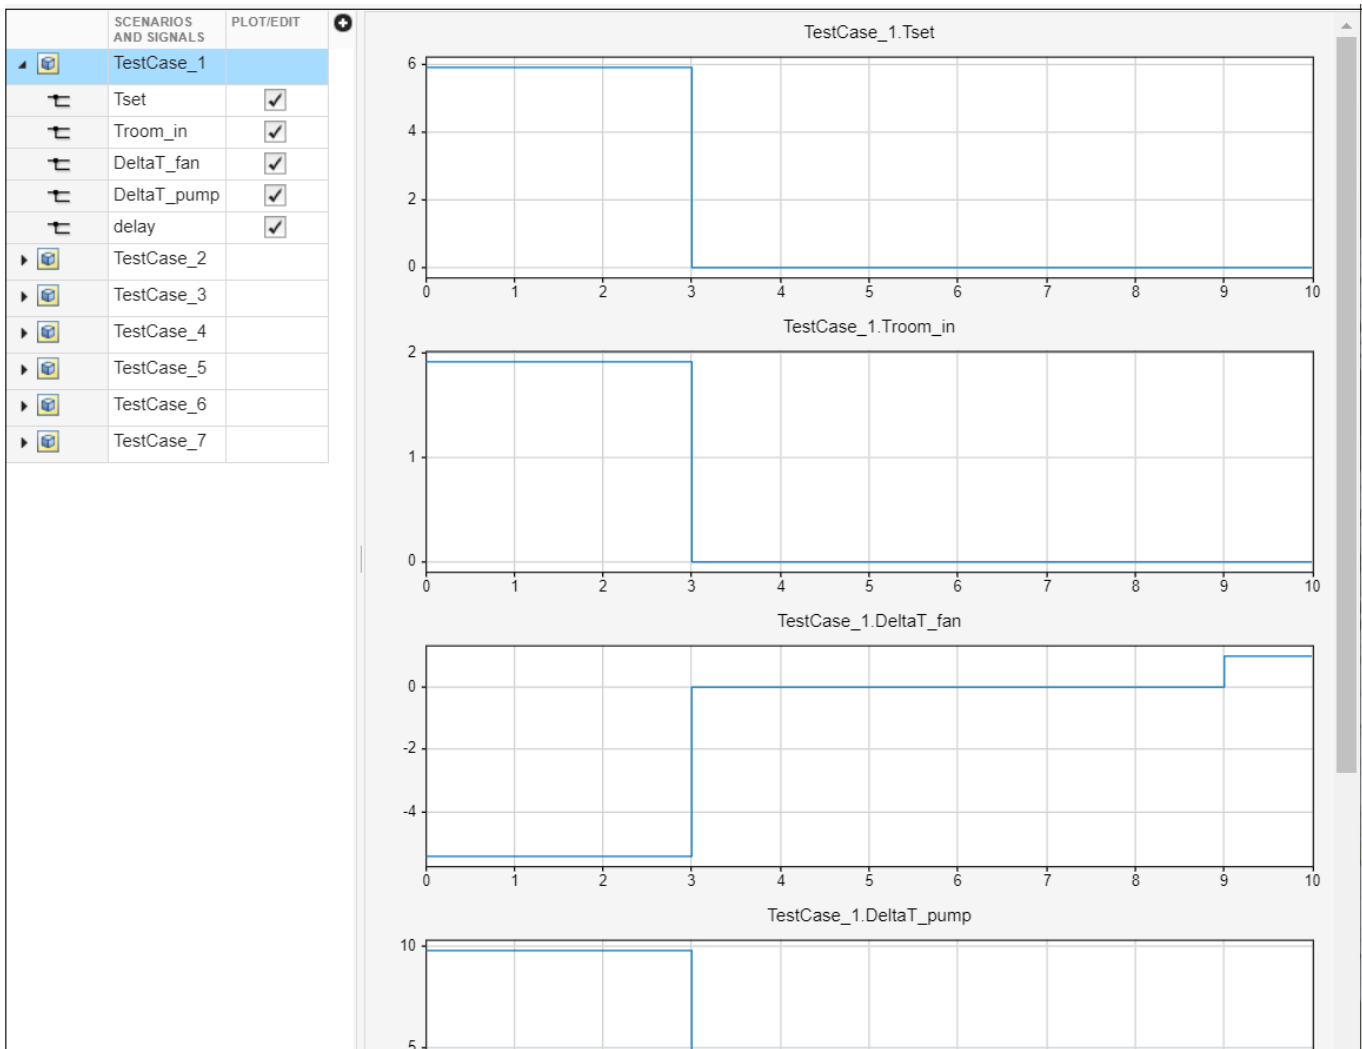 SCENARIOS
AND SIGNALS
PLOT/EDIT
TestCase_1
Tset
Troom_in
DeltaT_fan
DeltaT_pump
delay
TestCase_2
TestCase_3
TestCase_4
TestCase_5
TestCase_6
TestCase_7
TestCase_1.Tset
6
4
2
0
0 1 2 3 4 5 6 7 8 9 10
TestCase_1.Troom_in
2
1
0
0 1 2 3 4 5 6 7 8 9 10
TestCase_1.DeltaT_fan
0
-2
-4
0 1 2 3 4 5 6 7 8 9 10
TestCase_1.DeltaT_pump
10
5